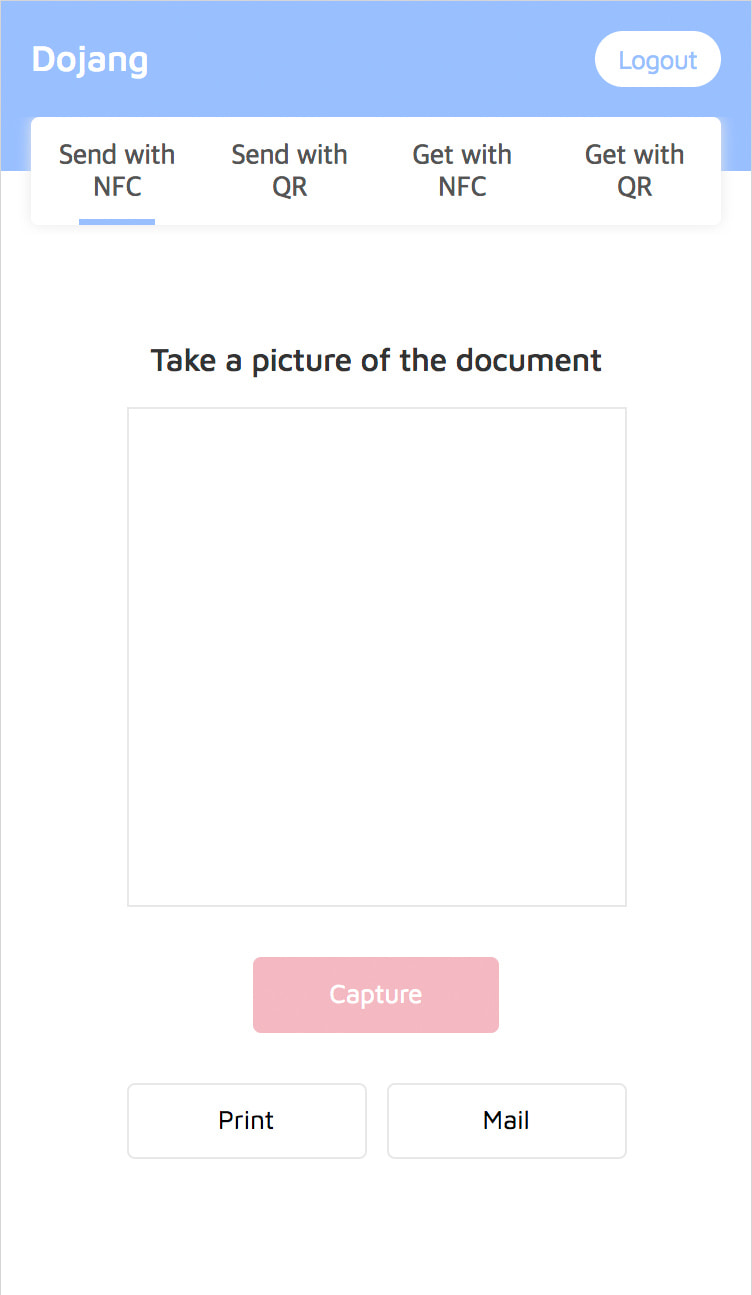 Dojang
Logout
Send with
NFC
Send with
QR
Get with
NFC
Get with
QR
Take a picture of the document
Capture
Print
Mail